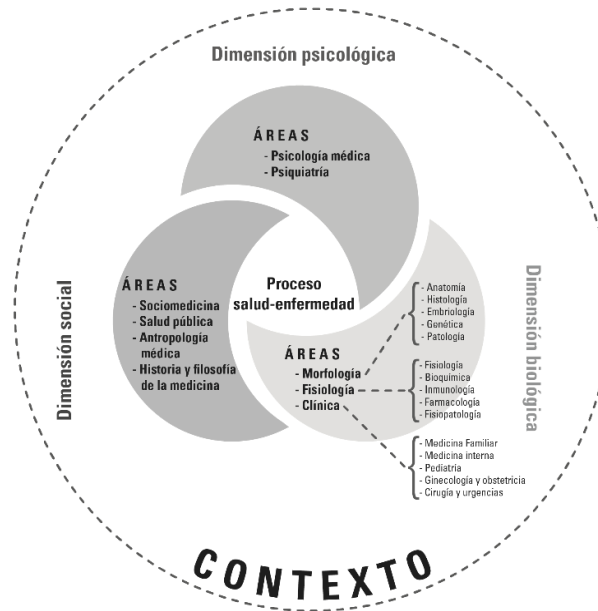 Dimensión psicológica
ÁREAS
- Psicología médica
- Psiquiatría
Dimensión social
ÁREAS
- Sociomedicina
- Salud pública
- Antropología
médica
- Historia y filosofía
de la medicina
Proceso
salud-enfermedad
Dimensión biológica
ÁREAS
- Morfología
- Fisiología
- Clínica
- Anatomía
- Histología
- Embriología
- Genética
- Patología
- Fisiología
- Bioquímica
- Inmunología
- Farmacología
- Fisiopatología
- Medicina Familiar
- Medicina interna
- Pediatría
- Ginecología y obstetricia
- Cirugía y urgencias
CONTEXTO